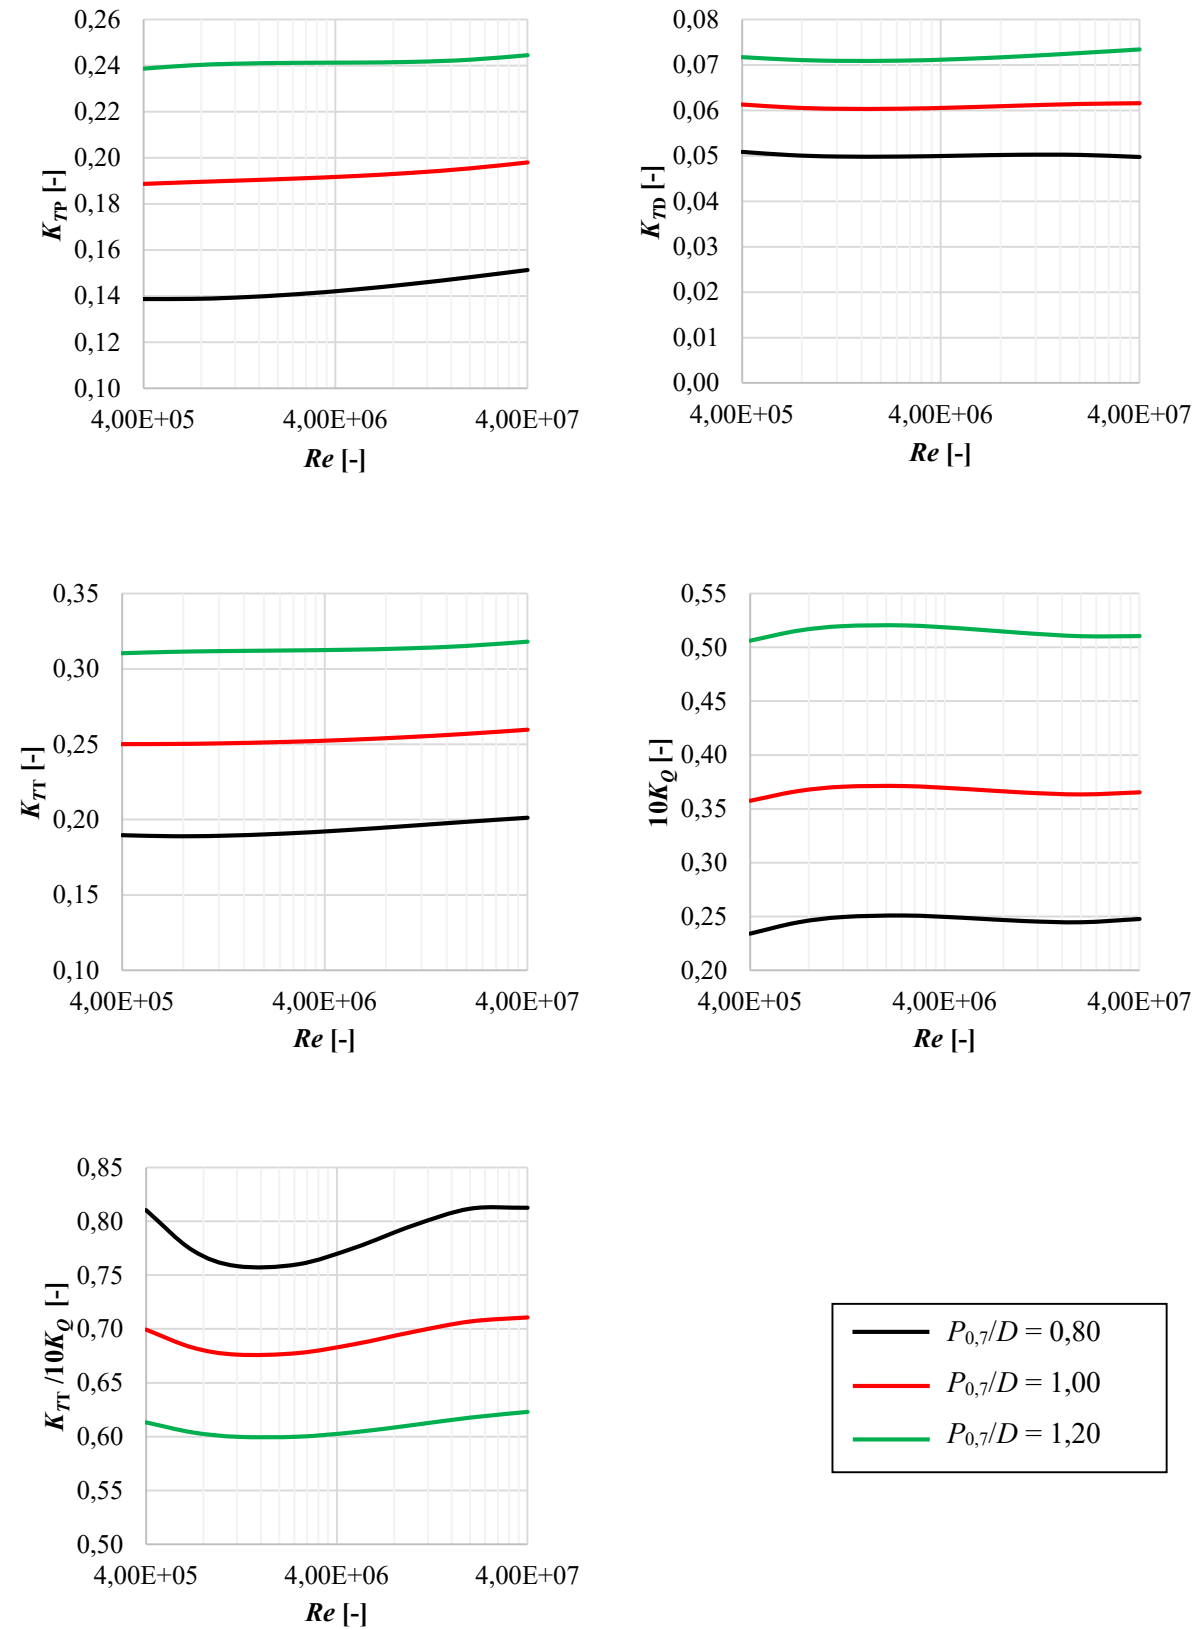 0,26
0,24
0,22
0,20
0,18
0,16
0,14
0,12
0,10
K_TP [-]
4,00E+05 4,00E+06 4,00E+07
Re [-]
0,08
0,07
0,06
0,05
0,04
0,03
0,02
0,01
0,00
K_TD [-]
4,00E+05 4,00E+06 4,00E+07
Re [-]
0,35
0,30
0,25
0,20
0,15
0,10
K_TT [-]
4,00E+05 4,00E+06 4,00E+07
Re [-]
0,55
0,50
0,45
0,40
0,35
0,30
0,25
0,20
10K_Q [-]
4,00E+05 4,00E+06 4,00E+07
Re [-]
0,85
0,80
0,75
0,70
0,65
0,60
0,55
0,50
K_TT /10K_Q [-]
4,00E+05 4,00E+06 4,00E+07
Re [-]
P_0,7/D = 0,80
P_0,7/D = 1,00
P_0,7/D = 1,20